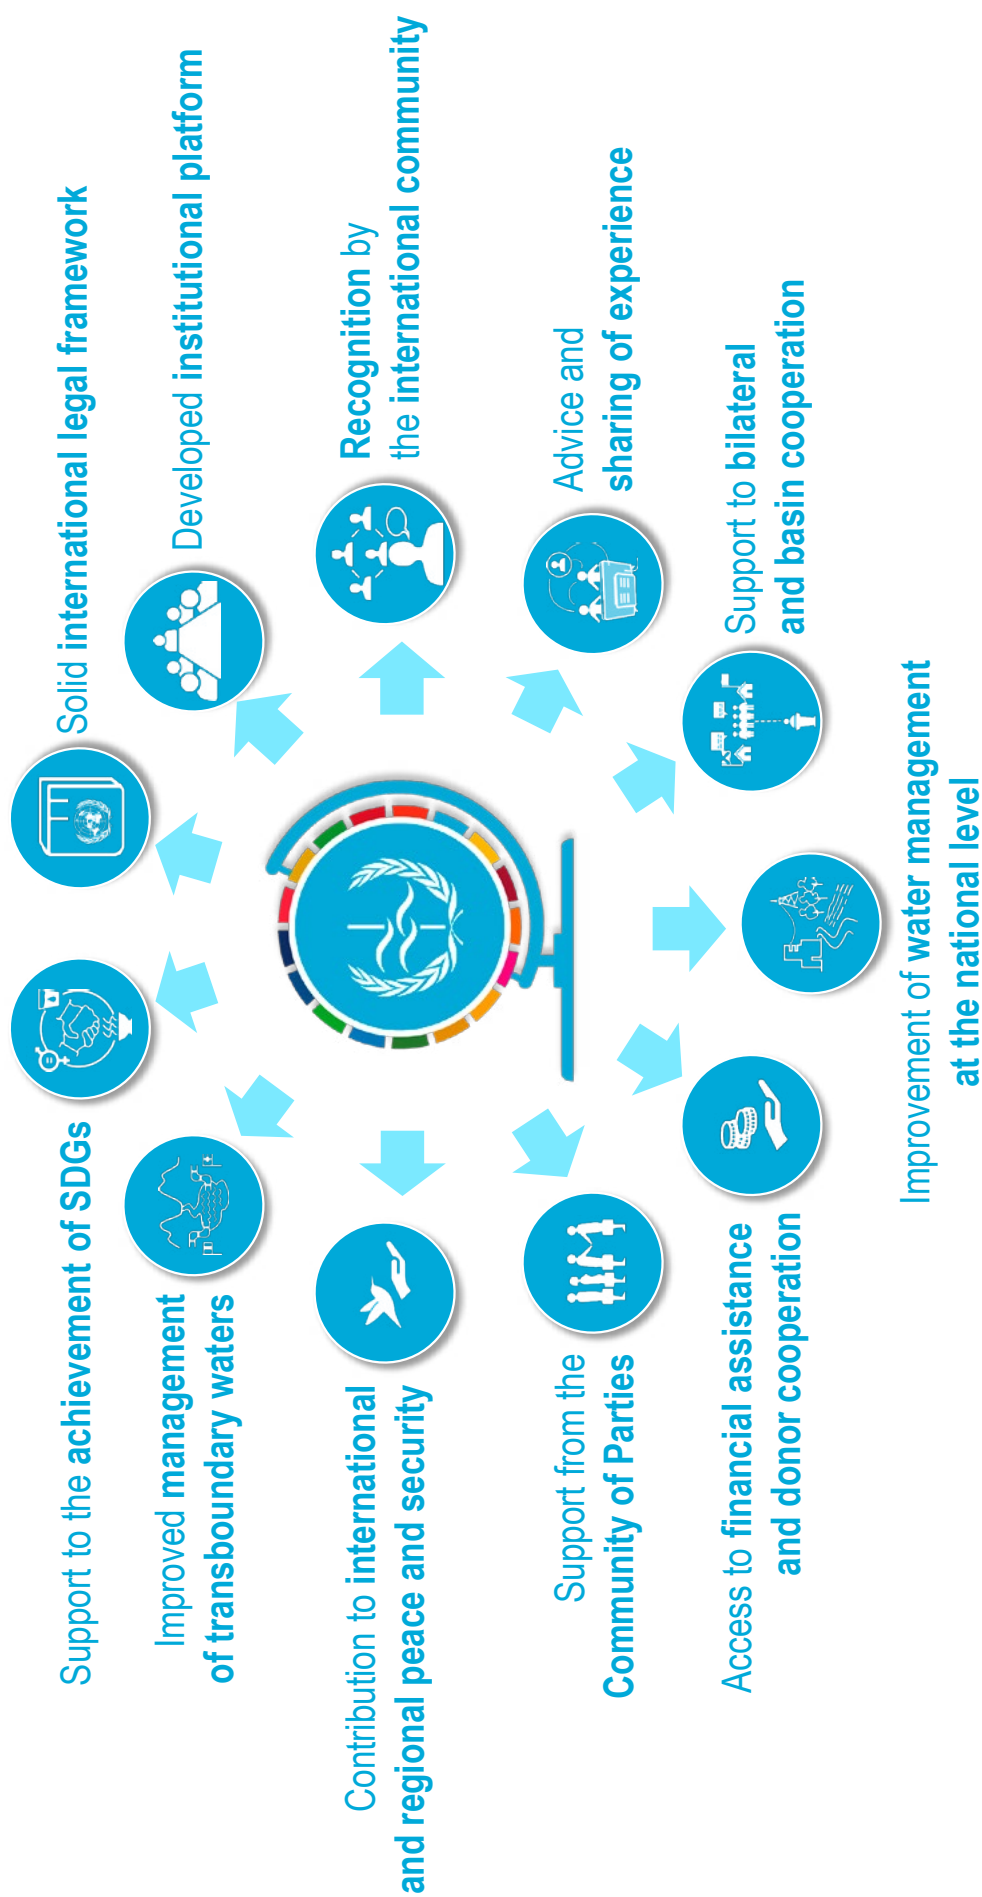 Solid international legal framework
Developed institutional platform
Recognition by
the international community
Advice and
sharing of experience
Support to bilateral
and basin cooperation
Improvement of water management
at the national level
Access to financial assistance
and donor cooperation
Support from the
Community of Parties
Contribution to international
and regional peace and security
Improved management
of transboundary waters
Support to the achievement of SDGs